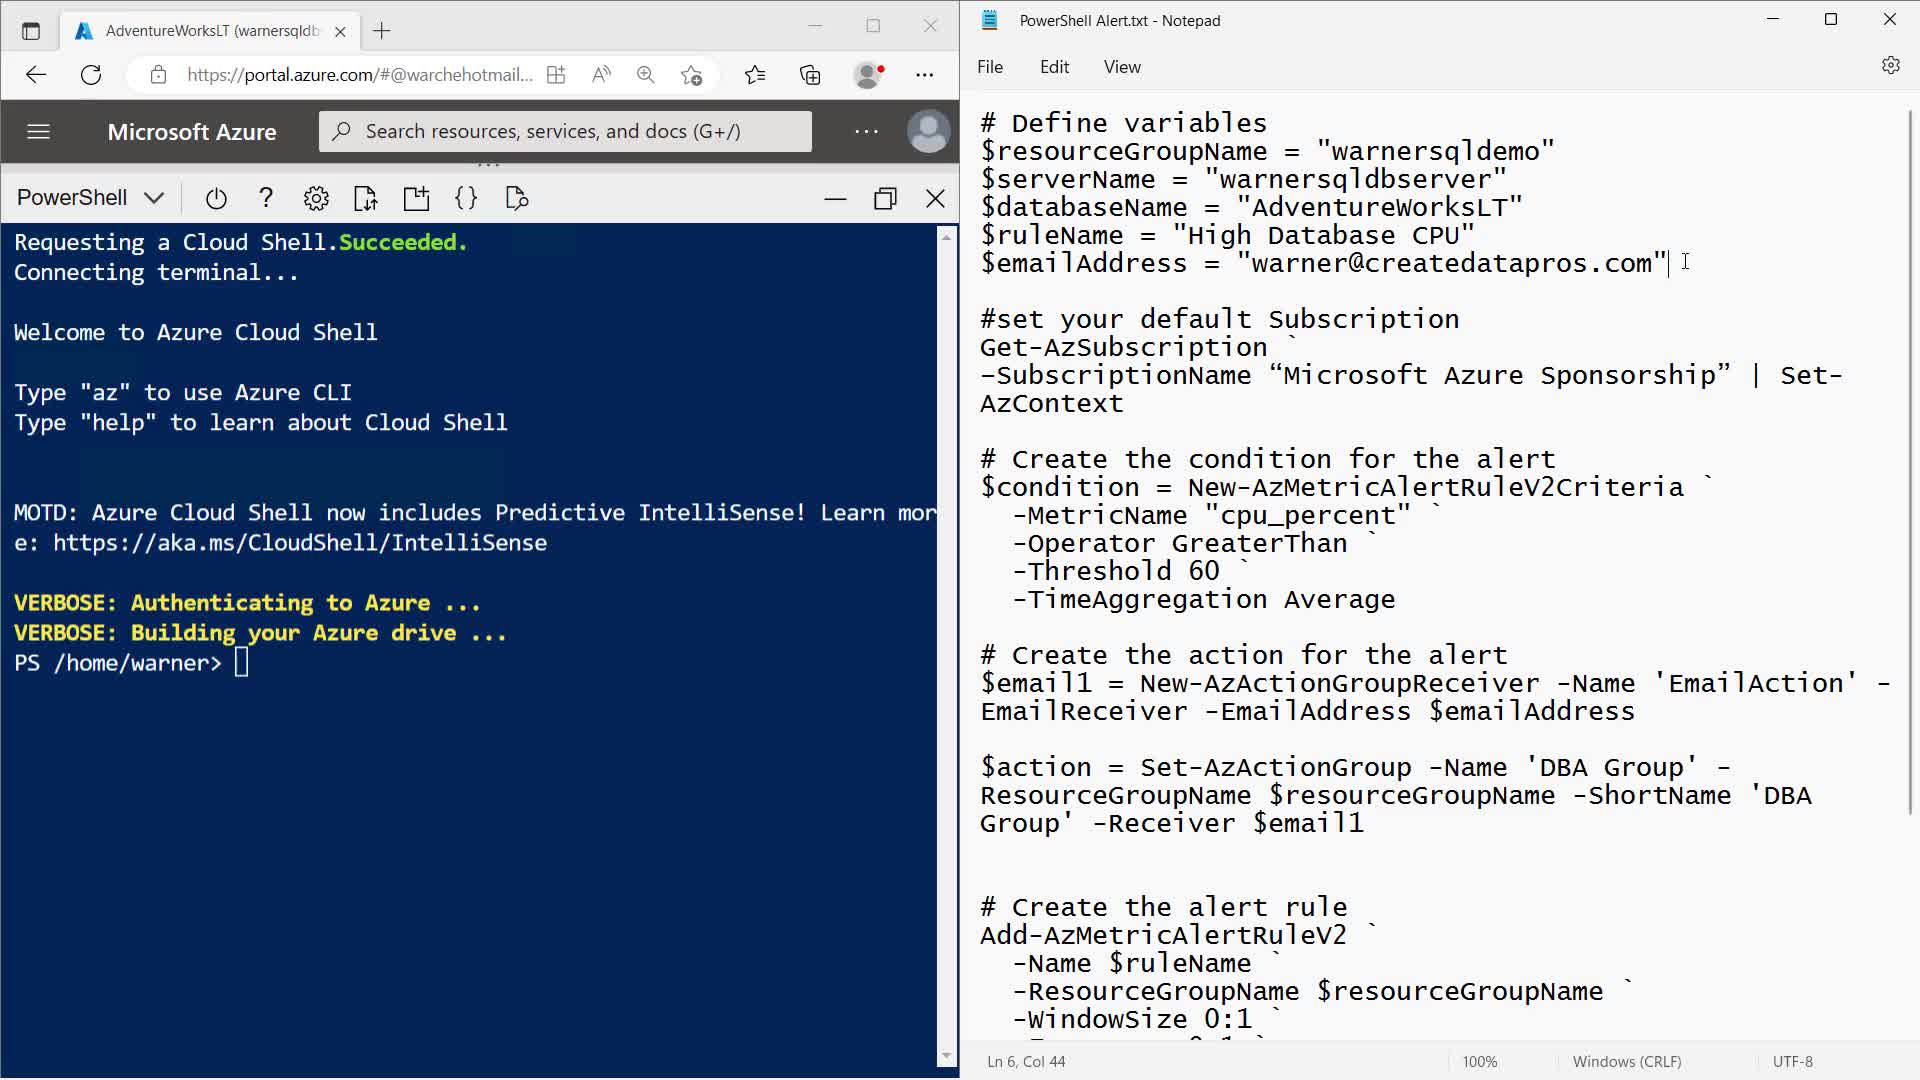 AdventureWorksLT (warnersqldb
https://portal.azure.com/#@warchehotmail...
Microsoft Azure
Search resources, services, and docs (G+/)
PowerShell
Requesting a Cloud Shell.Succeeded.
Connecting terminal...
Welcome to Azure Cloud Shell
Type "az" to use Azure CLI
Type "help" to learn about Cloud Shell
MOTD: Azure Cloud Shell now includes Predictive IntelliSense! Learn mor
e: https://aka.ms/CloudShell/IntelliSense
VERBOSE: Authenticating to Azure ...
VERBOSE: Building your Azure drive ...
PS /home/warner>
PowerShell Alert.txt - Notepad
File Edit View
# Define variables
$resourceGroupName = "warnersqldemo"
$serverName = "warnersqldbserver"
$databaseName = "AdventureWorksLT"
$ruleName = "High Database CPU"
$emailAddress = "warner@createdatapros.com"
#set your default Subscription
Get-AzSubscription `
-SubscriptionName “Microsoft Azure Sponsorship” | Set-
AzContext
# Create the condition for the alert
$condition = New-AzMetricAlertRuleV2Criteria `
-MetricName "cpu_percent" `
-Operator GreaterThan `
-Threshold 60 `
-TimeAggregation Average
# Create the action for the alert
$email1 = New-AzActionGroupReceiver -Name 'EmailAction' -
EmailReceiver -EmailAddress $emailAddress
$action = Set-AzActionGroup -Name 'DBA Group' -
ResourceGroupName $resourceGroupName -ShortName 'DBA
Group' -Receiver $email1
# Create the alert rule
Add-AzMetricAlertRuleV2 `
-Name $ruleName `
-ResourceGroupName $resourceGroupName `
-WindowSize 0:1 `
Ln 6, Col 44
100%
Windows (CRLF)
UTF-8